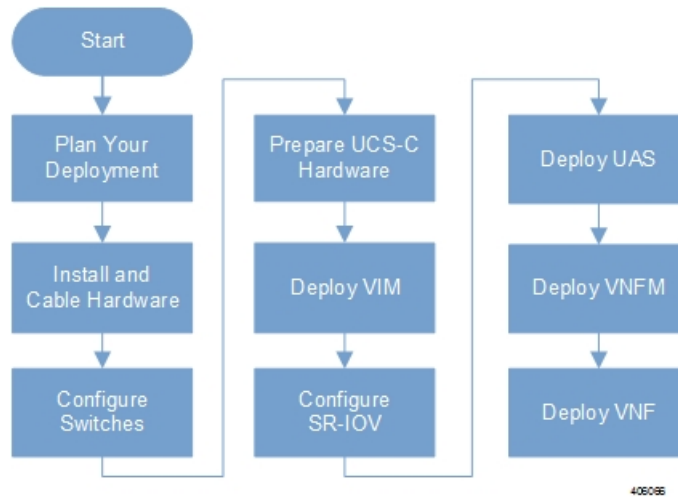 Start
Plan Your
Deployment
Install and
Cable Hardware
Configure
Switches
Prepare UCS-C
Hardware
Deploy VIM
Configure
SR-IOV
Deploy UAS
Deploy VNFM
Deploy VNF
406066